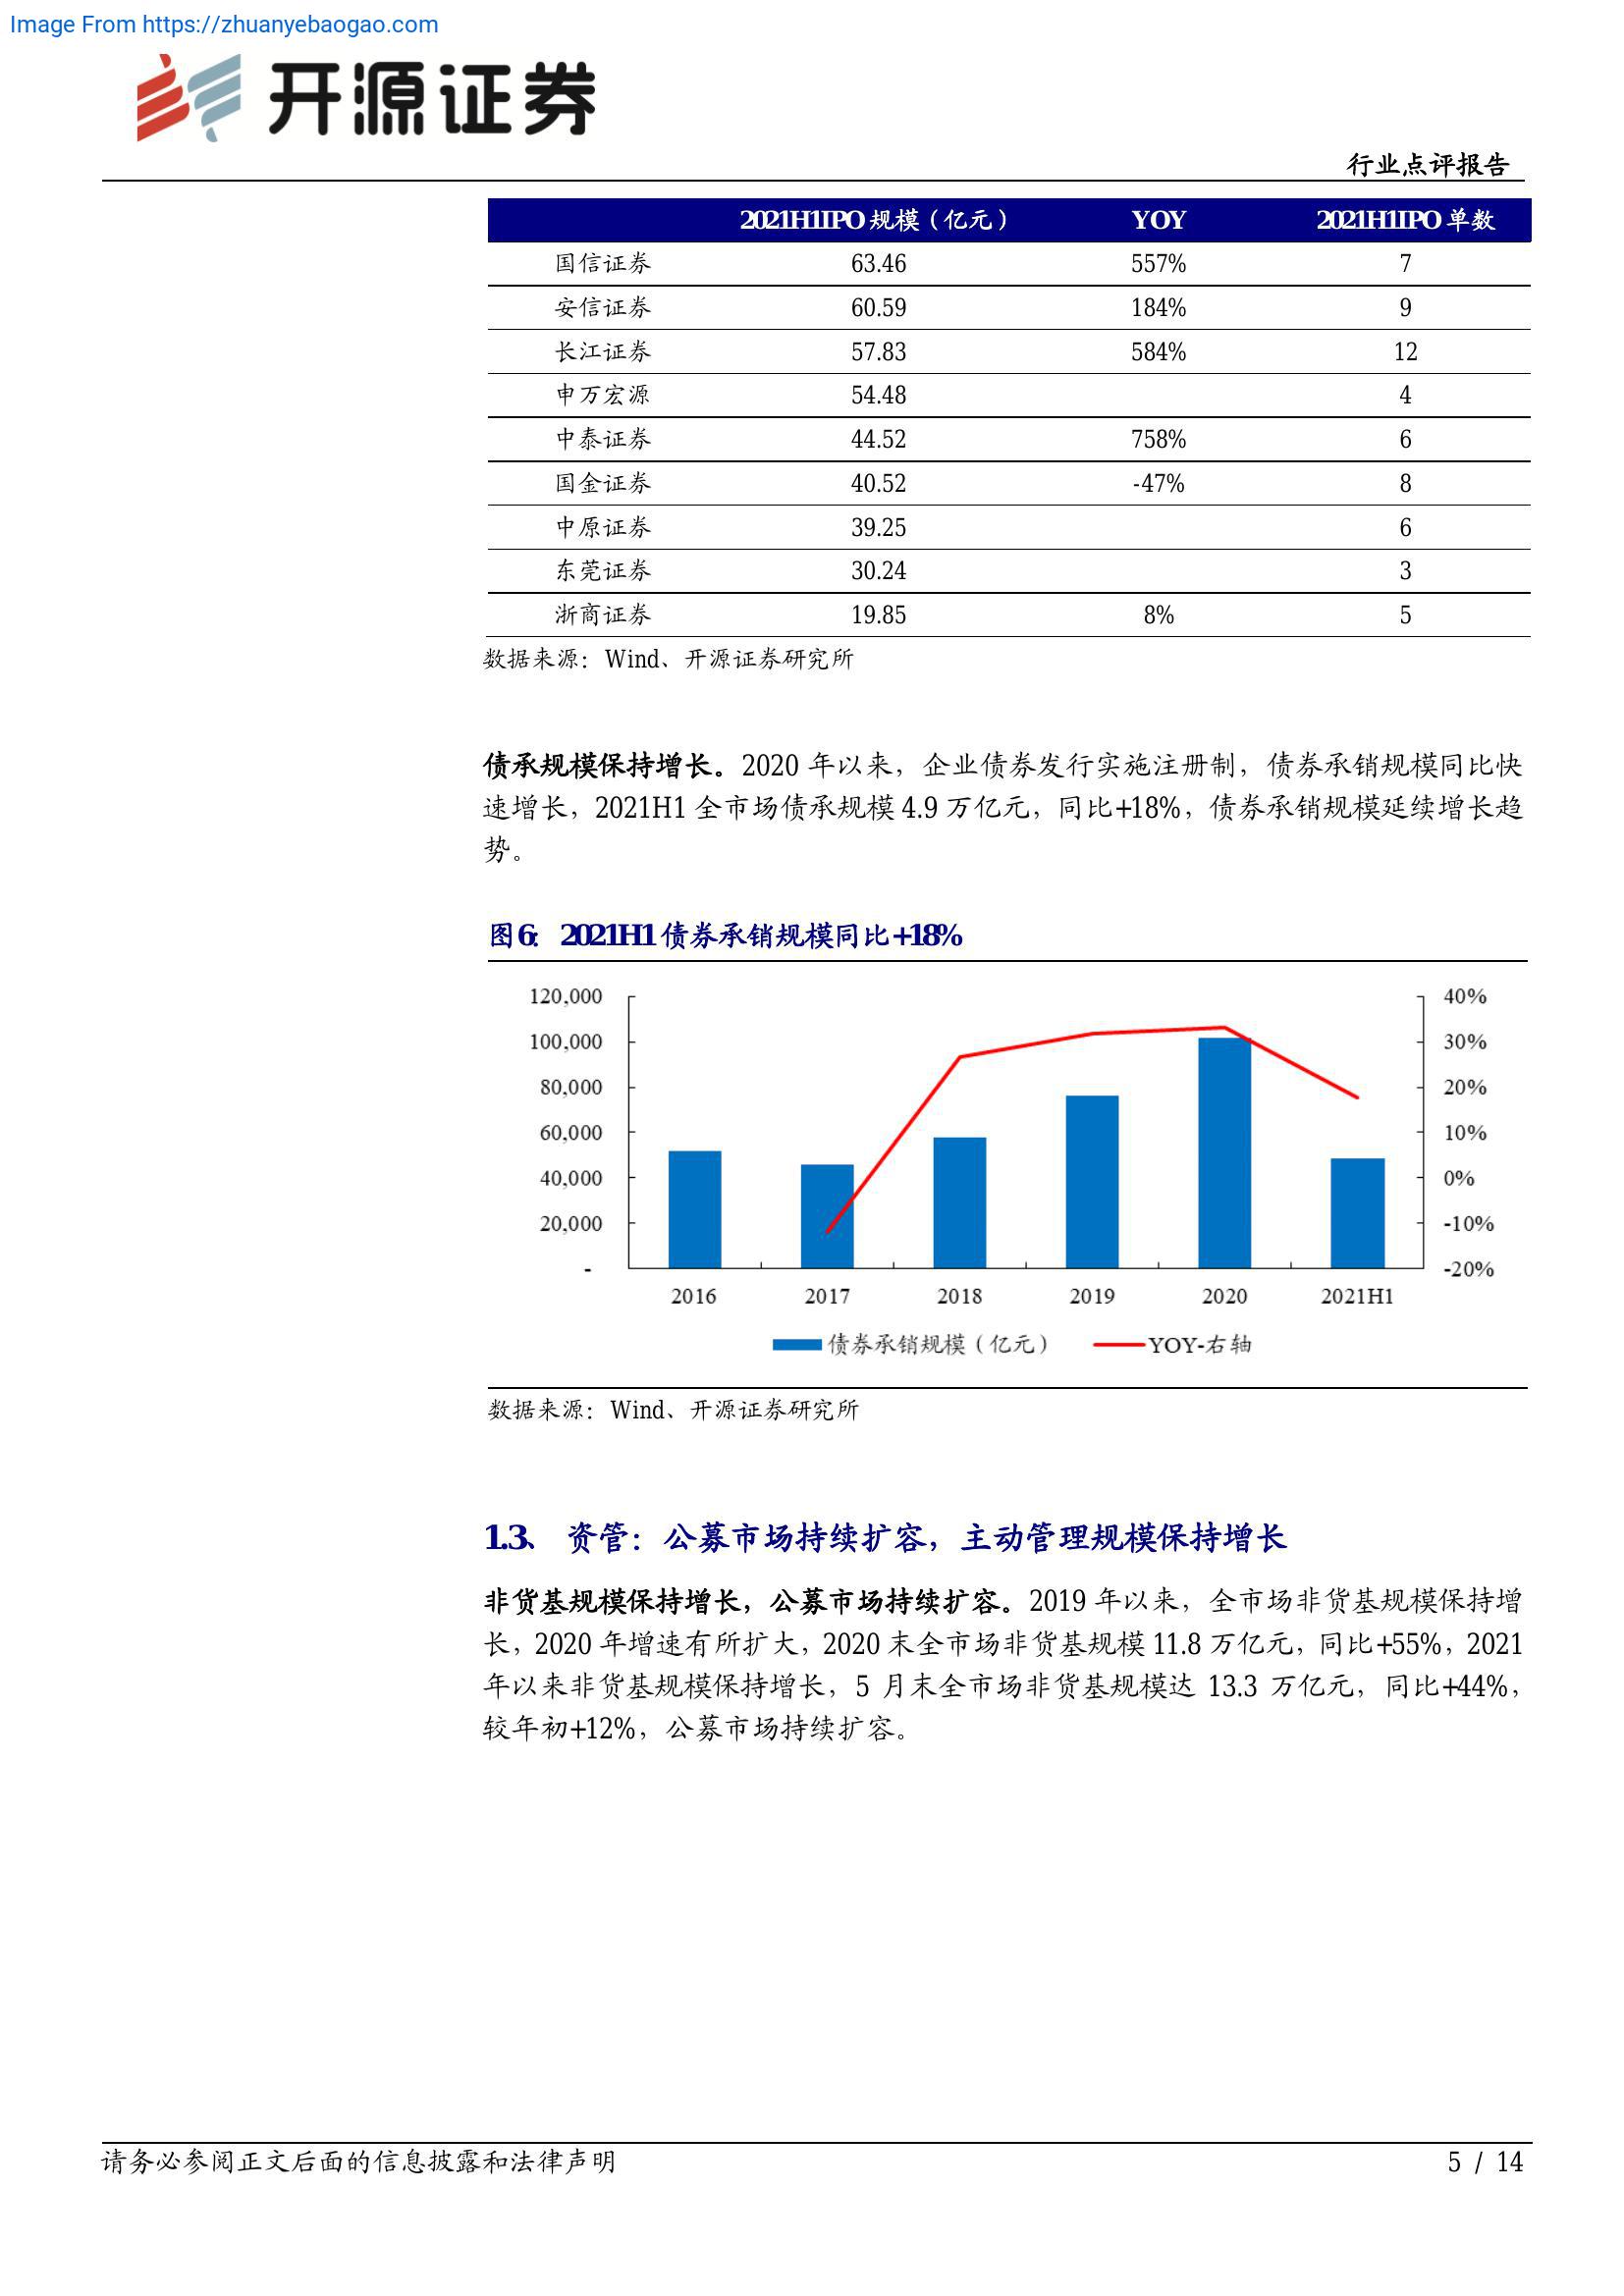 Image From https://zhuanyebaogao.com
开源证券
行业点评报告
2021H1IPO 规模（亿元） YOY 2021H1IPO 单数
国信证券 63.46 557% 7
安信证券 60.59 184% 9
长江证券 57.83 584% 12
申万宏源 54.48 4
中泰证券 44.52 758% 6
国金证券 40.52 -47% 8
中原证券 39.25 6
东莞证券 30.24 3
浙商证券 19.85 8% 5
数据来源：Wind、开源证券研究所
债承规模保持增长。2020 年以来，企业债券发行实施注册制，债券承销规模同比快
速增长，2021H1 全市场债承规模 4.9 万亿元，同比+18%，债券承销规模延续增长趋
势。
图 6： 2021H1 债券承销规模同比+18%
120,000 40%
100,000 30%
80,000 20%
60,000 10%
40,000 0%
20,000 -10%
- -20%
2016 2017 2018 2019 2020 2021H1
债券承销规模（亿元） YOY-右轴
数据来源：Wind、开源证券研究所
1.3、 资管：公募市场持续扩容，主动管理规模保持增长
非货基规模保持增长，公募市场持续扩容。2019 年以来，全市场非货基规模保持增
长，2020 年增速有所扩大，2020 末全市场非货基规模 11.8 万亿元，同比+55%，2021
年以来非货基规模保持增长，5 月末全市场非货基规模达 13.3 万亿元，同比+44%，
较年初+12%，公募市场持续扩容。
请务必参阅正文后面的信息披露和法律声明 5 / 14